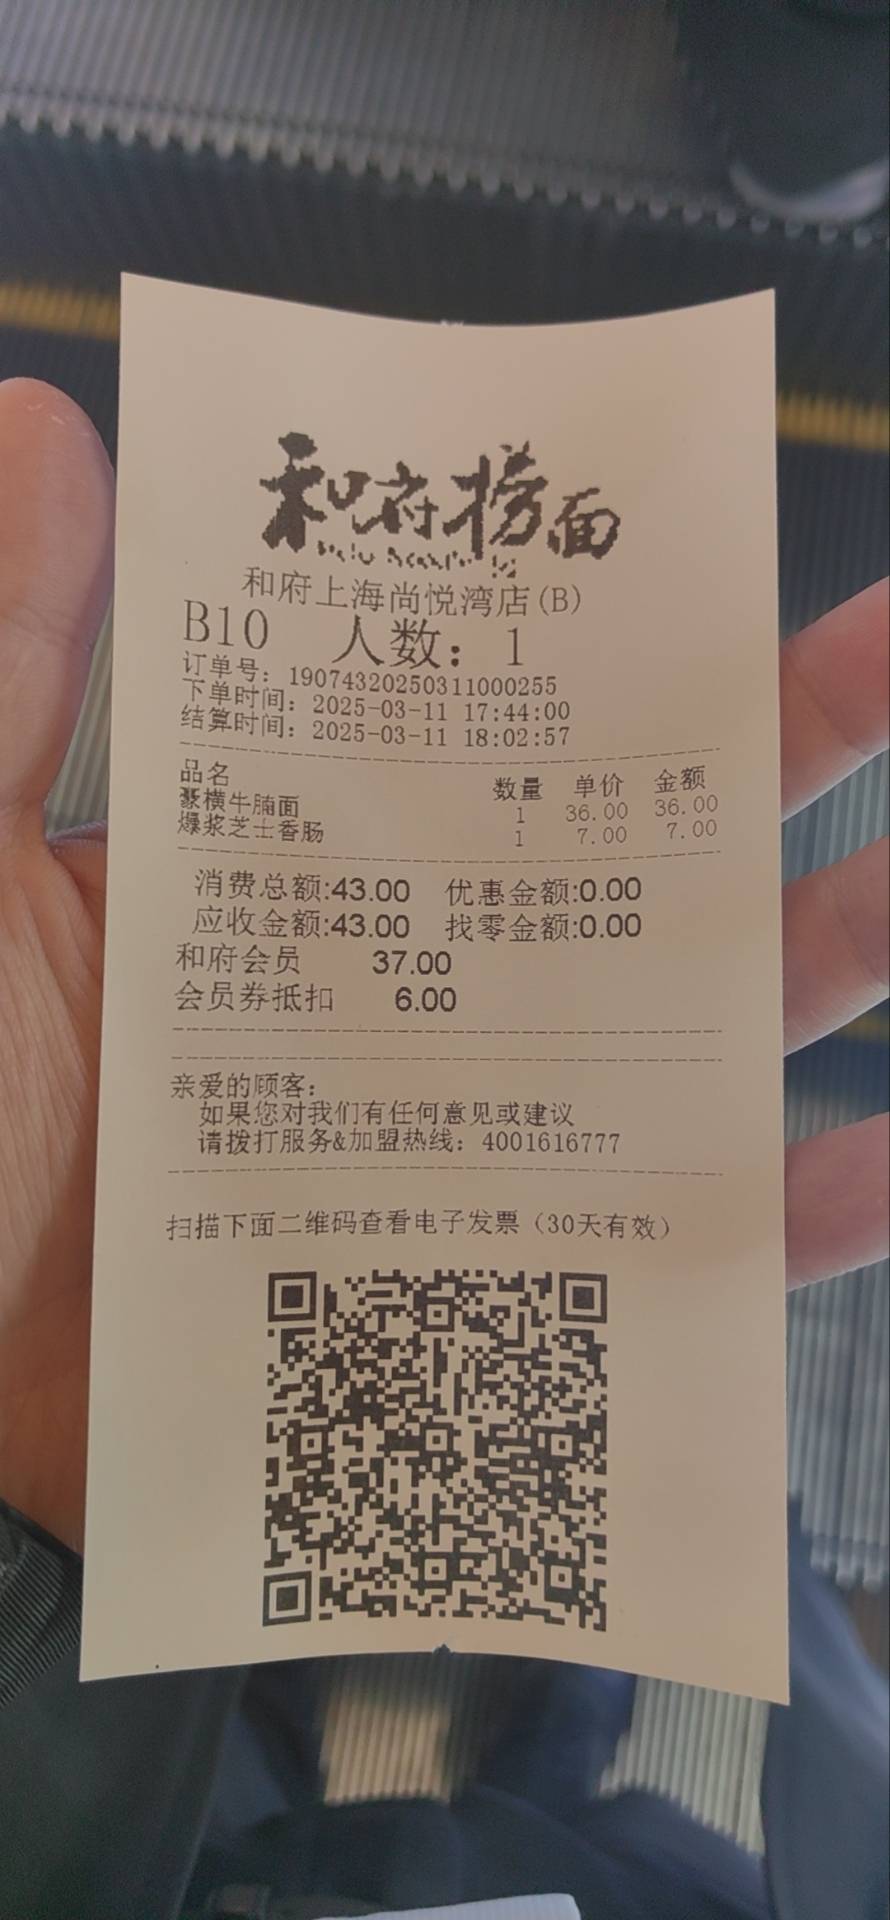 和府捞面
和府上海尚悦湾店(B)
B10 人数：1
订单号：19074320250311000255
下单时间：2025-03-11 17:44:00
结算时间：2025-03-11 18:02:57
品名 数量 单价 金额
豪横牛腩面 1 36.00 36.00
爆浆芝士香肠 1 7.00 7.00
消费总额:43.00 优惠金额:0.00
应收金额:43.00 找零金额:0.00
和府会员 37.00
会员券抵扣 6.00
亲爱的顾客：
如果您对我们有任何意见或建议
请拨打服务&加盟热线：4001616777
扫描下面二维码查看电子发票（30天有效）